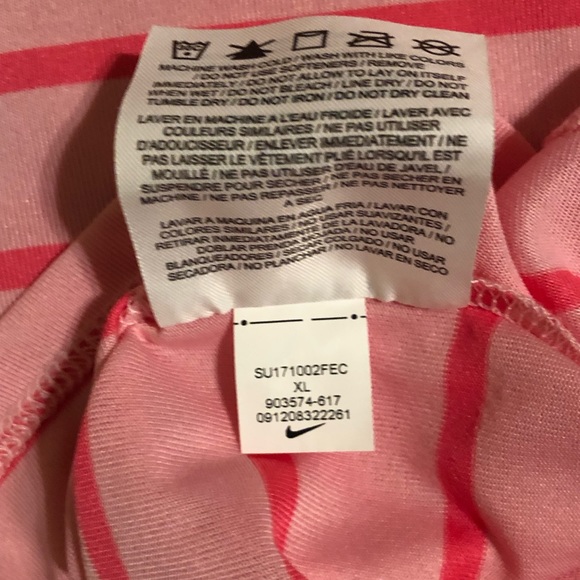 MACHINE WASH COLD / WASH WITH LIKE COLORS
/ DO NOT USE SOFTENERS / REMOVE
IMMEDIATELY / DO NOT ALLOW TO LAY ON ITSELF
WHEN WET / DO NOT BLEACH / LINE DRY / DO NOT
TUMBLE DRY / DO NOT IRON / DO NOT DRY CLEAN
LAVER EN MACHINE A L'EAU FROIDE / LAVER AVEC
COULEURS SIMILAIRES / NE PAS UTILISER
D'ADOUCISSEUR / ENLEVER IMMEDIATEMENT / NE
PAS LAISSER LE VÊTEMENT PLIÉ LORSQU'IL EST
MOUILLÉ / NE PAS UTILISER D'EAU DE JAVEL /
SUSPENDRE POUR SÉCHER / NE PAS SÉCHER EN
MACHINE / NE PAS REPASSER / NE PAS NETTOYER
A SEC
LAVAR A MAQUINA EN AGUA FRIA / LAVAR CON
COLORES SIMILARES / NO USAR SUAVIZANTES /
RETIRAR INMEDIATAMENTE DE LA LAVADORA / NO
DOBLAR PRENDA MOJADO / NO USAR
BLANQUEADORES / SECAR COLGANDO / NO USAR
SECADORA / NO PLANCHAR / NO LAVAR EN SECO
SU171002FEC
XL
903574-617
091208322261